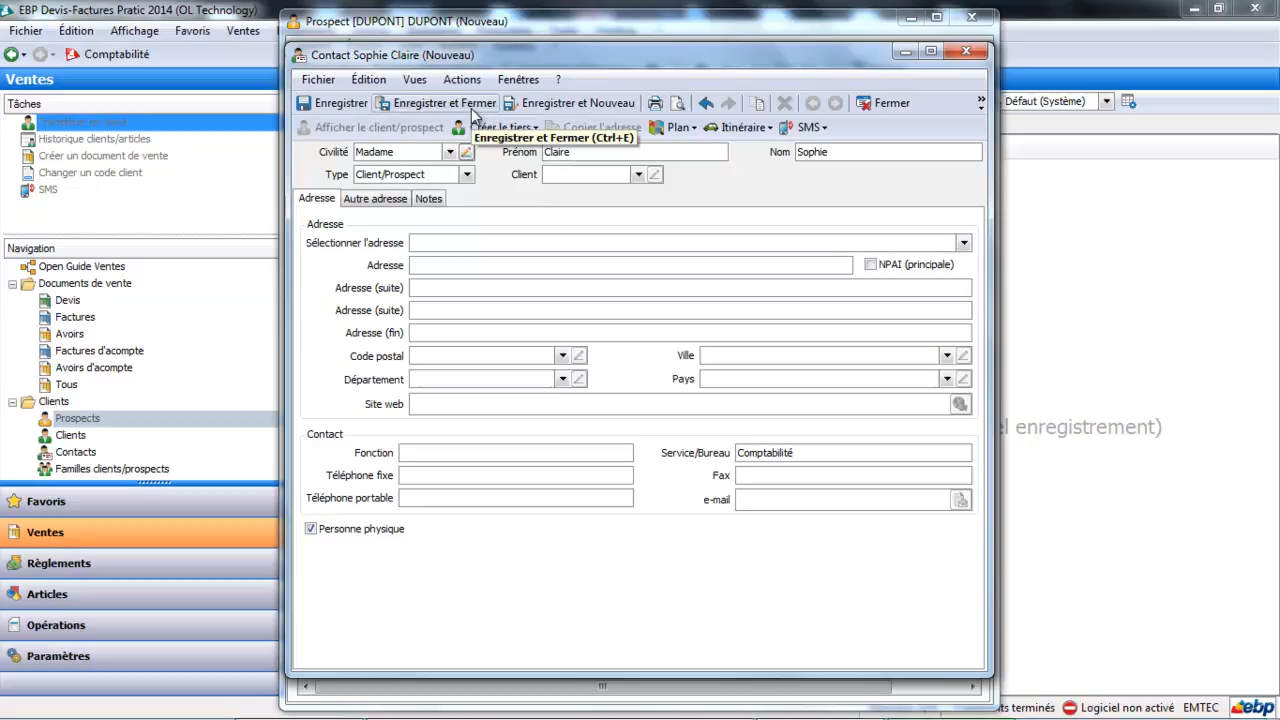 EBP Devis-Factures Pratic 2014 (OL Technology)
Fichier Édition Affichage Favoris Ventes
Comptabilité
Ventes
Tâches
Historique clients/articles
Créer un document de vente
Changer un code client
SMS
Navigation
Open Guide Ventes
Documents de vente
Devis
Factures
Avoirs
Factures d'acompte
Avoirs d'acompte
Tous
Clients
Prospects
Clients
Contacts
Familles clients/prospects
Favoris
Ventes
Règlements
Articles
Opérations
Paramètres
Prospect [DUPONT] DUPONT (Nouveau)
Contact Sophie Claire (Nouveau)
Fichier Édition Vues Actions Fenêtres ?
Enregistrer Enregistrer et Fermer Enregistrer et Nouveau Fermer
Afficher le client/prospect Créer le tiers Copier l'adresse Plan Itinéraire SMS
Enregistrer et Fermer (Ctrl+E)
Civilité Madame Prénom Claire Nom Sophie
Type Client/Prospect Client
Adresse Autre adresse Notes
Adresse
Sélectionner l'adresse
Adresse NPAI (principale)
Adresse (suite)
Adresse (suite)
Adresse (fin)
Code postal Ville
Département Pays
Site web
Contact
Fonction Service/Bureau Comptabilité
Téléphone fixe Fax
Téléphone portable e-mail
Personne physique
Défaut (Système)
el enregistrement)
ts terminés Logiciel non activé EMTEC ebp